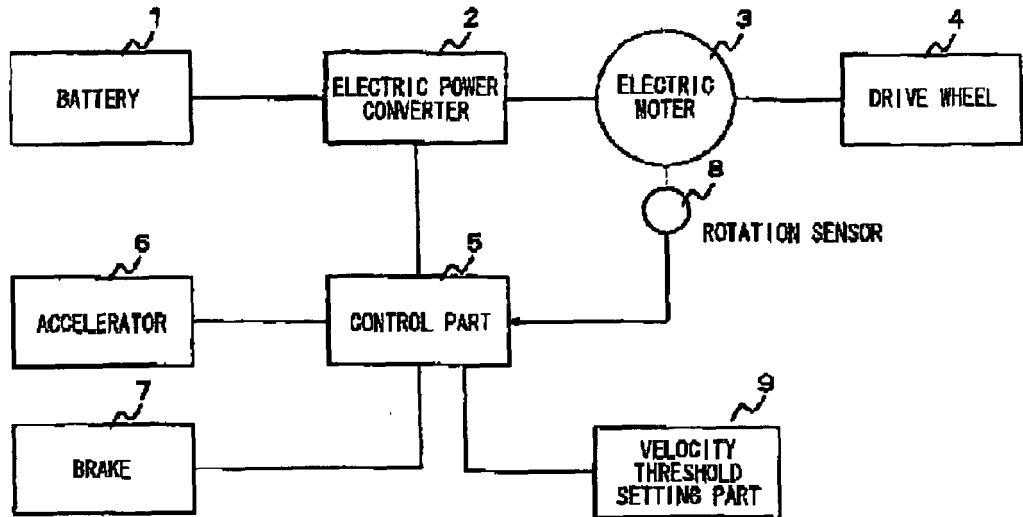 1
2
3
4
BATTERY
ELECTRIC POWER
CONVERTER
ELECTRIC
MOTER
DRIVE WHEEL
8
ROTATION SENSOR
6
5
ACCELERATOR
CONTROL PART
7
9
BRAKE
VELOCITY
THRESHOLD
SETTING PART